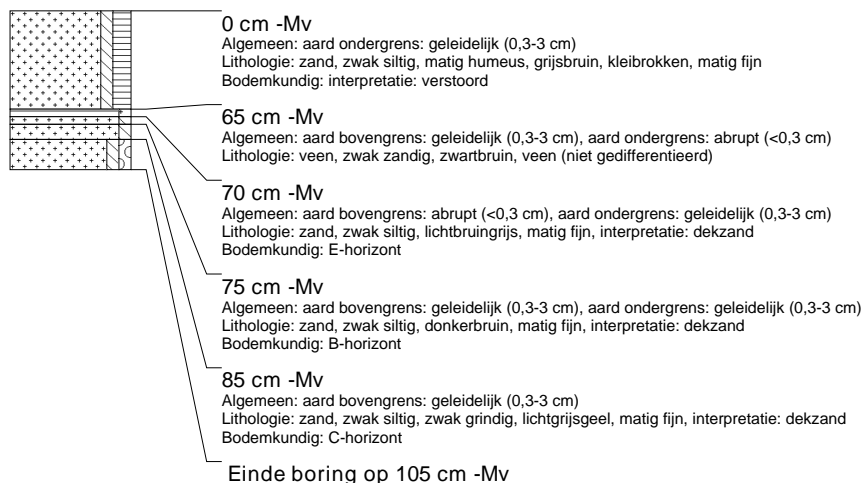 0 cm -Mv
Algemeen: aard ondergrens: geleidelijk (0,3-3 cm)
Lithologie: zand, zwak siltig, matig humeus, grijsbruin, kleibrokken, matig fijn
Bodemkundig: interpretatie: verstoord
65 cm -Mv
Algemeen: aard bovengrens: geleidelijk (0,3-3 cm), aard ondergrens: abrupt (<0,3 cm)
Lithologie: veen, zwak zandig, zwartbruin, veen (niet gedifferentieerd)
70 cm -Mv
Algemeen: aard bovengrens: abrupt (<0,3 cm), aard ondergrens: geleidelijk (0,3-3 cm)
Lithologie: zand, zwak siltig, lichtbruingrijs, matig fijn, interpretatie: dekzand
Bodemkundig: E-horizont
75 cm -Mv
Algemeen: aard bovengrens: geleidelijk (0,3-3 cm), aard ondergrens: geleidelijk (0,3-3 cm)
Lithologie: zand, zwak siltig, donkerbruin, matig fijn, interpretatie: dekzand
Bodemkundig: B-horizont
85 cm -Mv
Algemeen: aard bovengrens: geleidelijk (0,3-3 cm)
Lithologie: zand, zwak siltig, zwak grindig, lichtgrijsgeel, matig fijn, interpretatie: dekzand
Bodemkundig: C-horizont
Einde boring op 105 cm -Mv